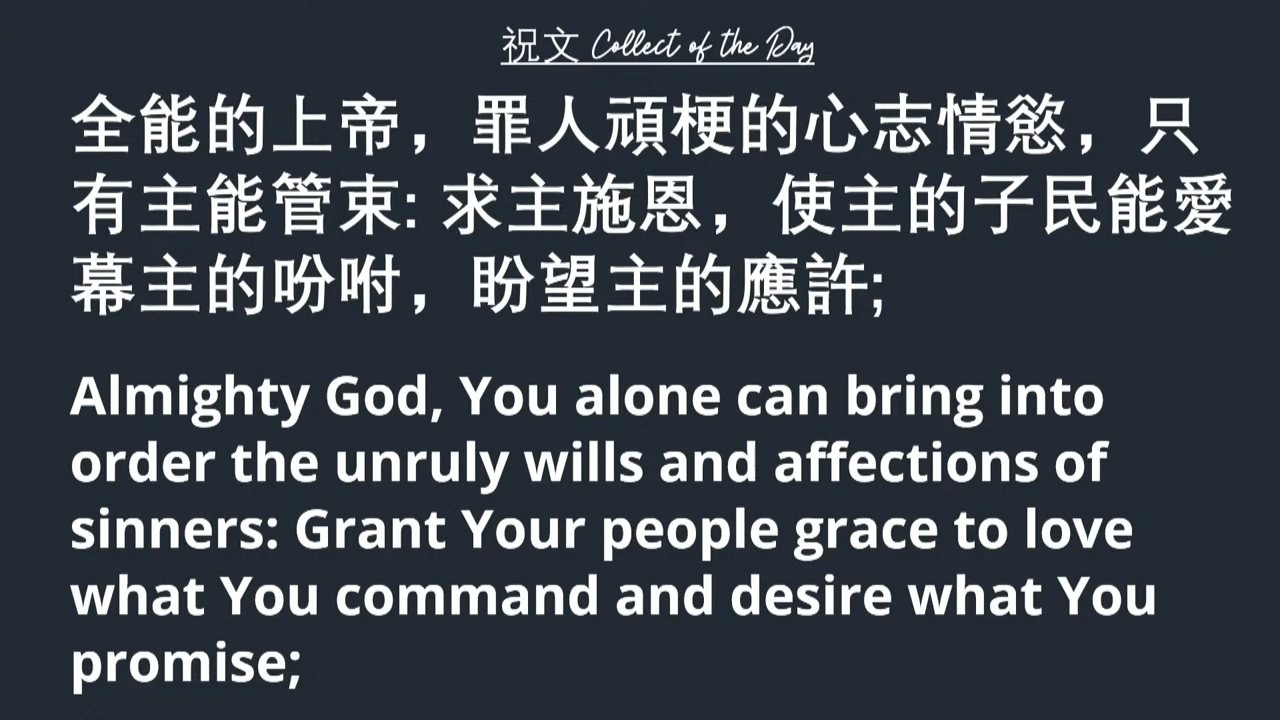 祝文 Collect of the Day
全能的上帝，罪人頑梗的心志情慾，只
有主能管束: 求主施恩，使主的子民能愛
幕主的吩咐，盼望主的應許;
Almighty God, You alone can bring into
order the unruly wills and affections of
sinners: Grant Your people grace to love
what You command and desire what You
promise;